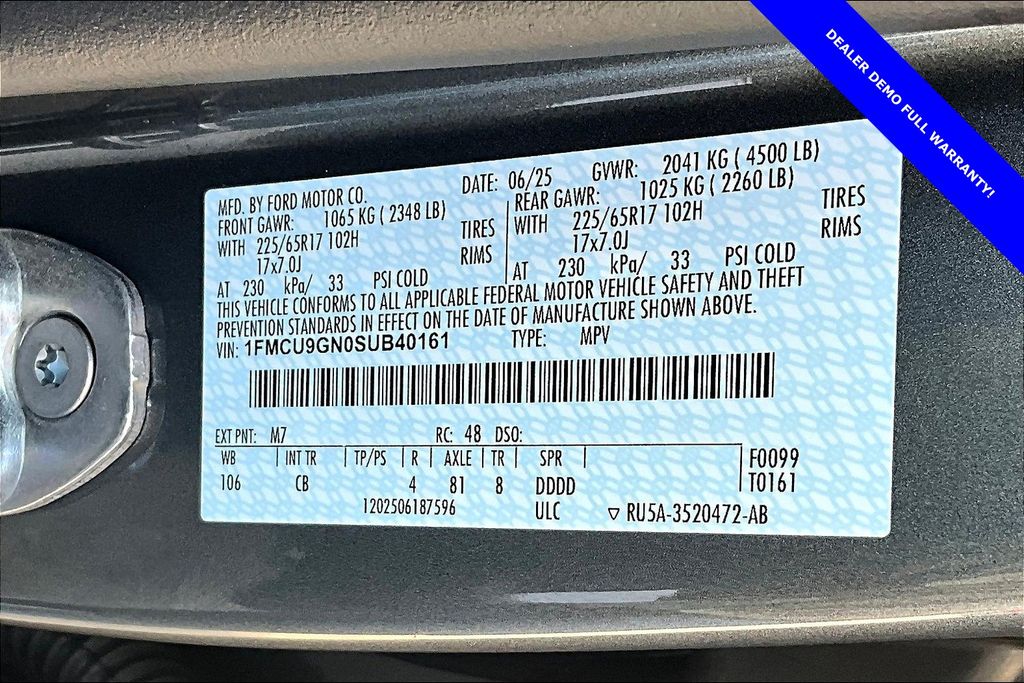 DEALER DEMO FULL WARRANTY!
MFD. BY FORD MOTOR CO. DATE: 06/25 GVWR: 2041 KG ( 4500 LB)
FRONT GAWR: 1065 KG ( 2348 LB) REAR GAWR: 1025 KG ( 2260 LB)
WITH 225/65R17 102H TIRES WITH 225/65R17 102H TIRES
17x7.0J RIMS 17x7.0J RIMS
AT 230 kPa/ 33 PSI COLD AT 230 kPa/ 33 PSI COLD
THIS VEHICLE CONFORMS TO ALL APPLICABLE FEDERAL MOTOR VEHICLE SAFETY AND THEFT
PREVENTION STANDARDS IN EFFECT ON THE DATE OF MANUFACTURE SHOWN ABOVE.
VIN: 1FMCU9GN0SUB40161 TYPE: MPV
EXT PNT: M7 RC: 48 DSO:
WB INT TR TP/PS R AXLE TR SPR F0099
106 CB 4 81 8 DDDD T0161
1202506187596 ULC ▽ RU5A-3520472-AB